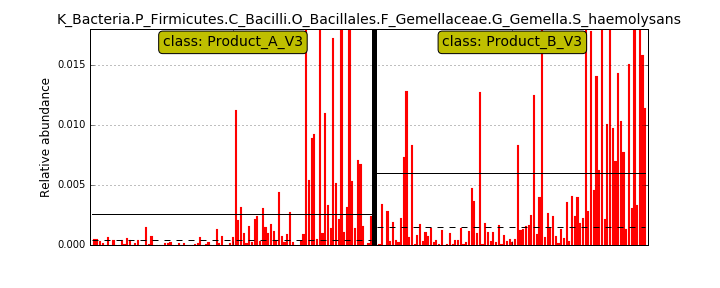 K_Bacteria.P_Firmicutes.C_Bacilli.O_Bacillales.F_Gemellaceae.G_Gemella.S_haemolysans
class: Product_A_V3
class: Product_B_V3
0.015
0.010
0.005
0.000
Relative abundance